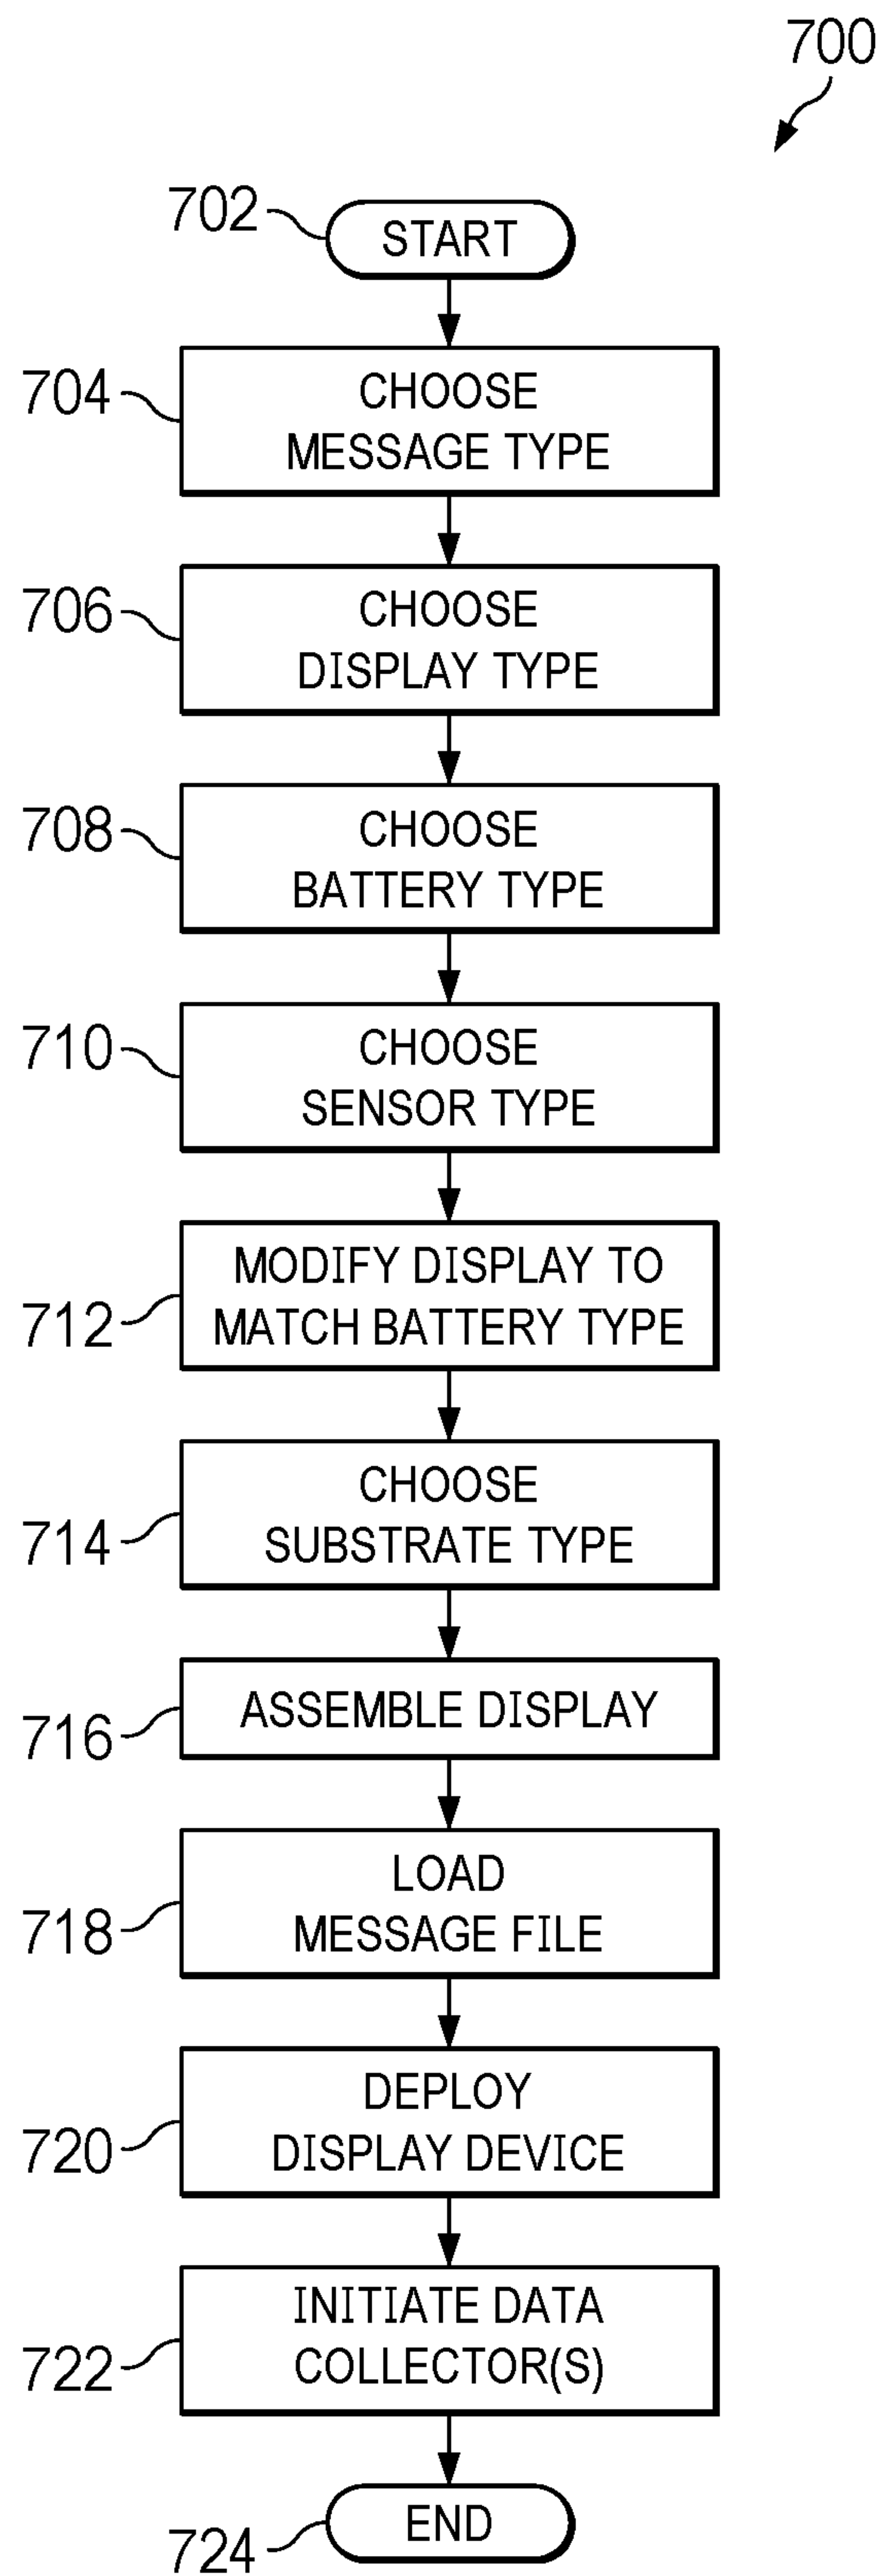 700
702
START
704
CHOOSE
MESSAGE TYPE
706
CHOOSE
DISPLAY TYPE
708
CHOOSE
BATTERY TYPE
710
CHOOSE
SENSOR TYPE
712
MODIFY DISPLAY TO
MATCH BATTERY TYPE
714
CHOOSE
SUBSTRATE TYPE
716
ASSEMBLE DISPLAY
718
LOAD
MESSAGE FILE
720
DEPLOY
DISPLAY DEVICE
722
INITIATE DATA
COLLECTOR(S)
724
END